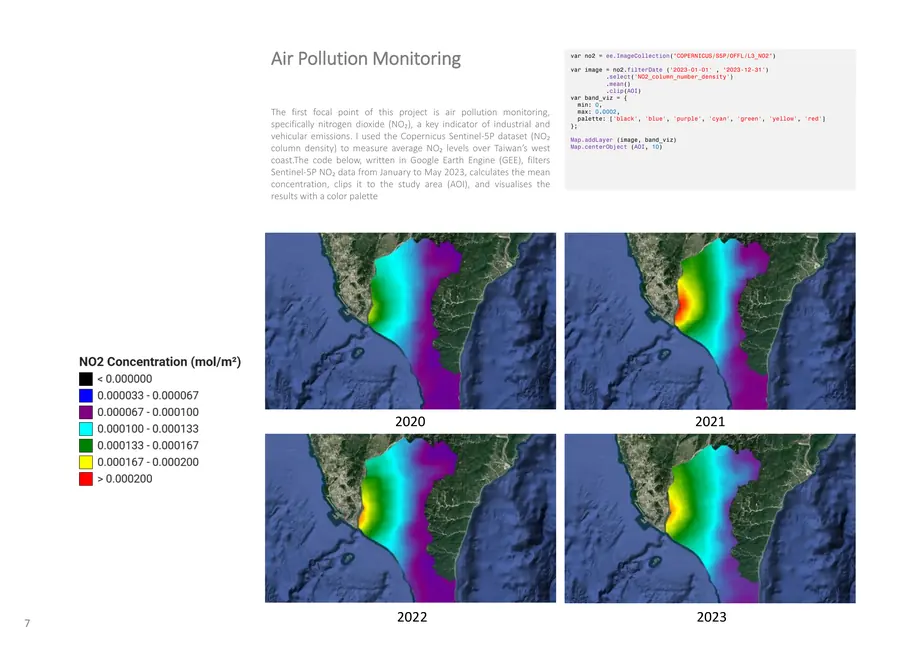 Air Pollution Monitoring
The first focal point of this project is air pollution monitoring,
specifically nitrogen dioxide (NO₂), a key indicator of industrial and
vehicular emissions. I used the Copernicus Sentinel-5P dataset (NO₂
column density) to measure average NO₂ levels over Taiwan's west
coast.The code below, written in Google Earth Engine (GEE), filters
Sentinel-5P NO₂ data from January to May 2023, calculates the mean
concentration, clips it to the study area (AOI), and visualises the
results with a color palette
var no2 = ee.ImageCollection("COPERNICUS/S5P/OFFL/L3_NO2")
var image = no2.filterDate ('2023-01-01' , '2023-12-31')
.select('NO2_column_number_density')
.mean()
.clip(AOI)
var band_viz = {
min: 0,
max: 0.0002,
palette: ['black', 'blue', 'purple', 'cyan', 'green', 'yellow', 'red']
};
Map.addLayer (image, band_viz)
Map.centerObject (AOI, 10)
NO2 Concentration (mol/m²)
< 0.000000
0.000033 - 0.000067
0.000067 - 0.000100
0.000100 - 0.000133
0.000133 - 0.000167
0.000167 - 0.000200
> 0.000200
2020
2021
2022
2023
7